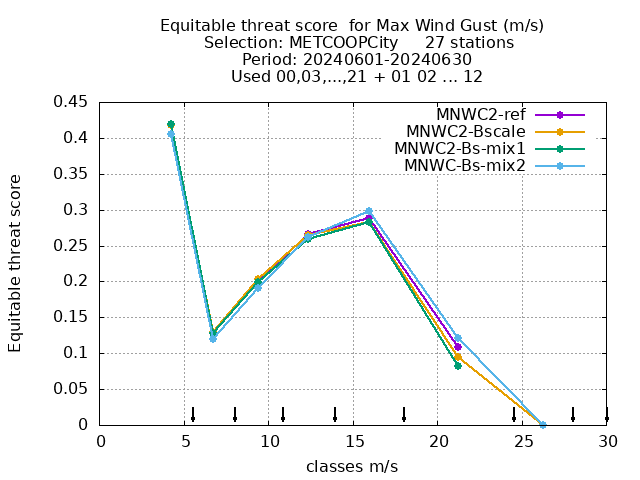 Equitable threat score  for Max Wind Gust (m/s)
Selection: METCOOPCity     27 stations
Period: 20240601-20240630
Used 00,03,...,21 + 01 02 ... 12
MNWC2-ref
MNWC2-Bscale
MNWC2-Bs-mix1
MNWC-Bs-mix2
Equitable threat score
0.45
0.4
0.35
0.3
0.25
0.2
0.15
0.1
0.05
0
0 5 10 15 20 25 30
classes m/s